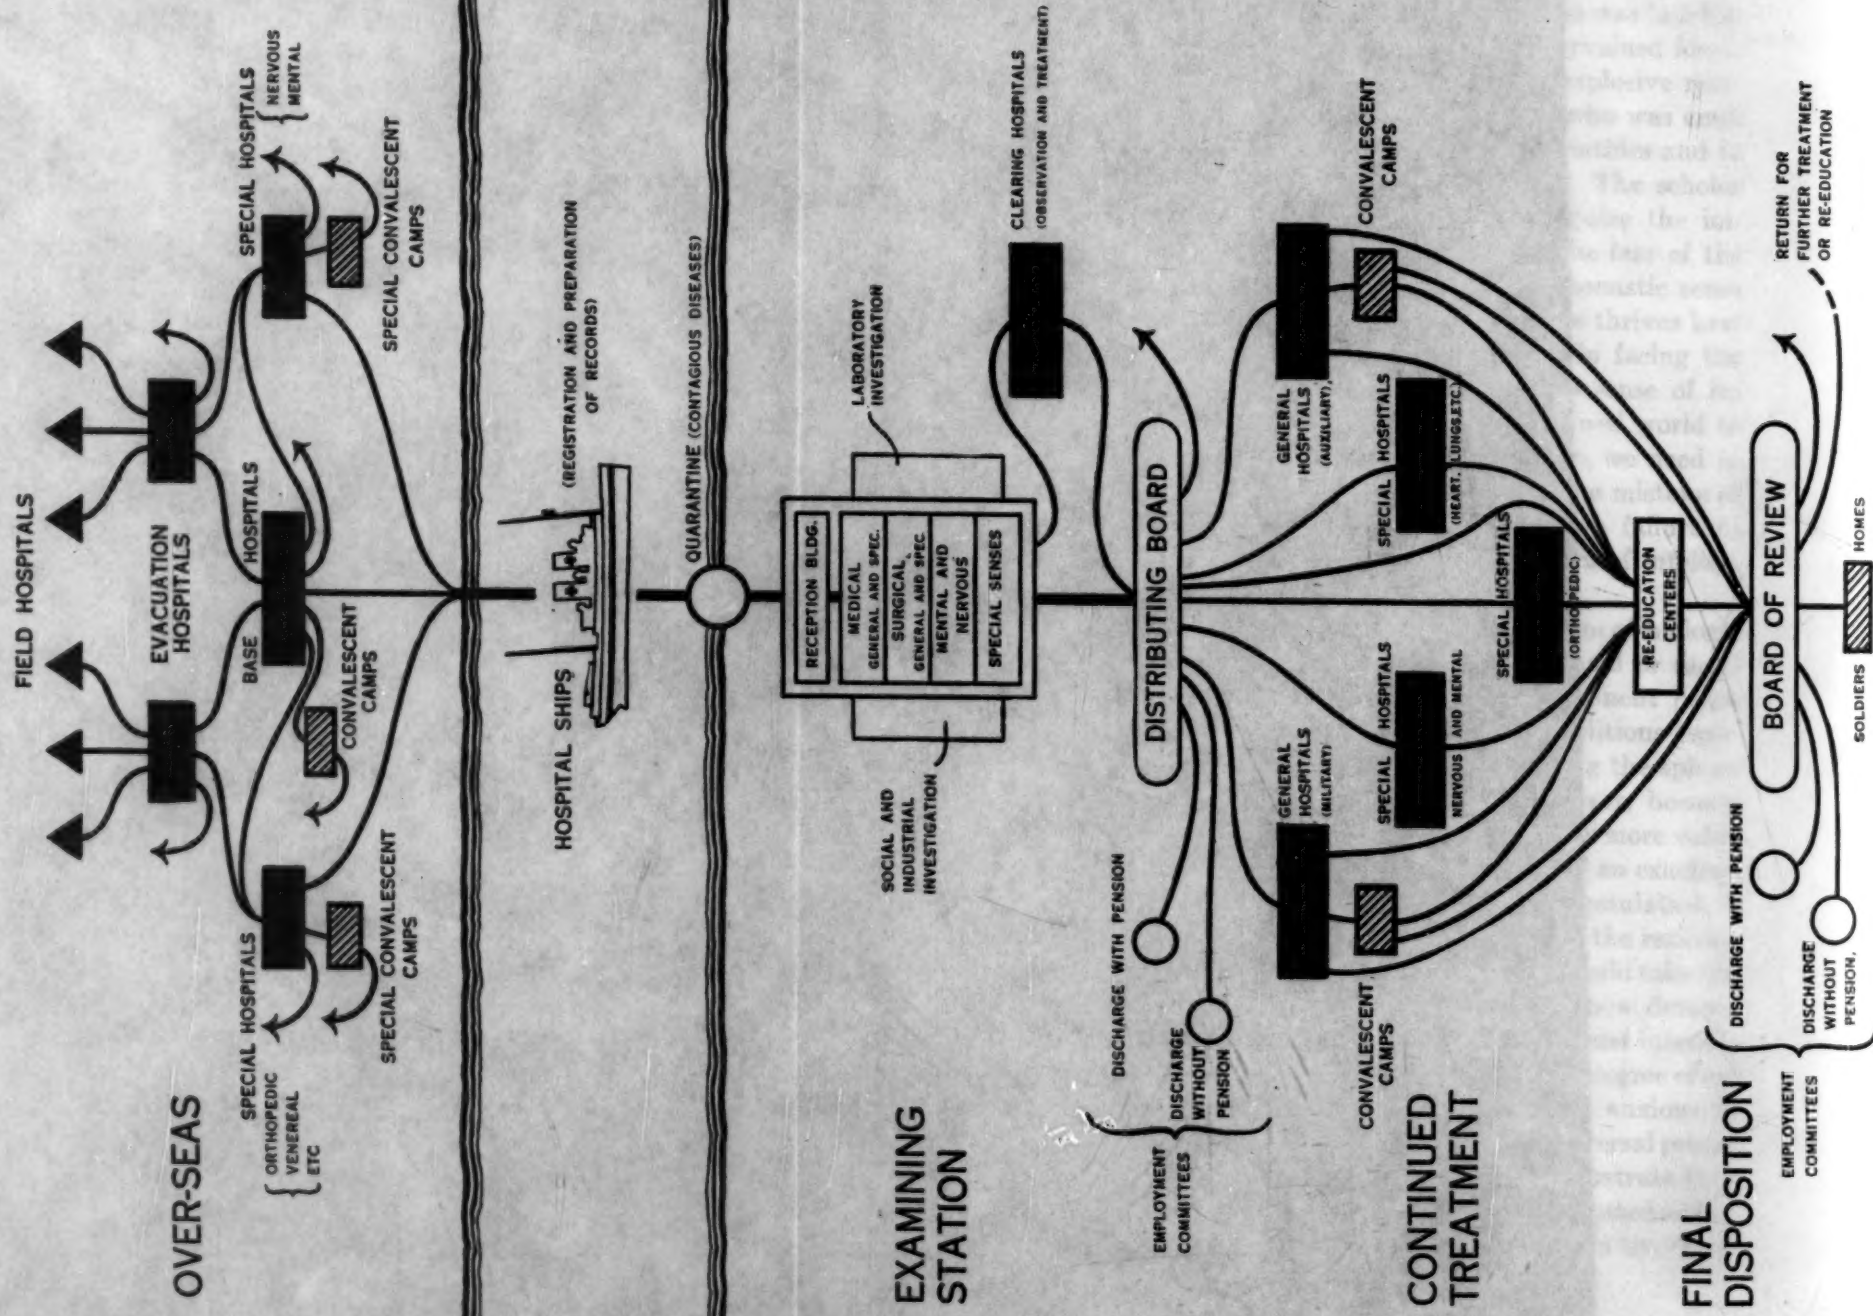 OVER-SEAS
FIELD HOSPITALS
EVACUATION
HOSPITALS
BASE HOSPITALS
CONVALESCENT
CAMPS
SPECIAL HOSPITALS
ORTHOPEDIC
VENEREAL
ETC
SPECIAL CONVALESCENT
CAMPS
SPECIAL HOSPITALS
NERVOUS
MENTAL
SPECIAL CONVALESCENT
CAMPS
HOSPITAL SHIPS
(REGISTRATION AND PREPARATION
OF RECORDS)
QUARANTINE (CONTAGIOUS DISEASES)
EXAMINING
STATION
RECEPTION BLDG.
MEDICAL
GENERAL AND SPEC.
SURGICAL
GENERAL AND SPEC
MENTAL AND
NERVOUS
SPECIAL SENSES
SOCIAL AND
INDUSTRIAL
INVESTIGATION
LABORATORY
INVESTIGATION
CLEARING HOSPITALS
(OBSERVATION AND TREATMENT)
DISTRIBUTING BOARD
DISCHARGE WITH PENSION
DISCHARGE
WITHOUT
PENSION
EMPLOYMENT
COMMITTEES
CONTINUED
TREATMENT
GENERAL
HOSPITALS
(MILITARY)
CONVALESCENT
CAMPS
SPECIAL HOSPITALS
NERVOUS AND MENTAL
SPECIAL HOSPITALS
(ORTHOPEDIC)
SPECIAL HOSPITALS
(HEART, LUNGS, ETC.)
GENERAL
HOSPITALS
(AUXILIARY)
CONVALESCENT
CAMPS
RE-EDUCATION
CENTERS
FINAL
DISPOSITION
BOARD OF REVIEW
DISCHARGE WITH PENSION
DISCHARGE
WITHOUT
PENSION.
EMPLOYMENT
COMMITTEES
SOLDIERS HOMES
RETURN FOR
FURTHER TREATMENT
OR RE-EDUCATION